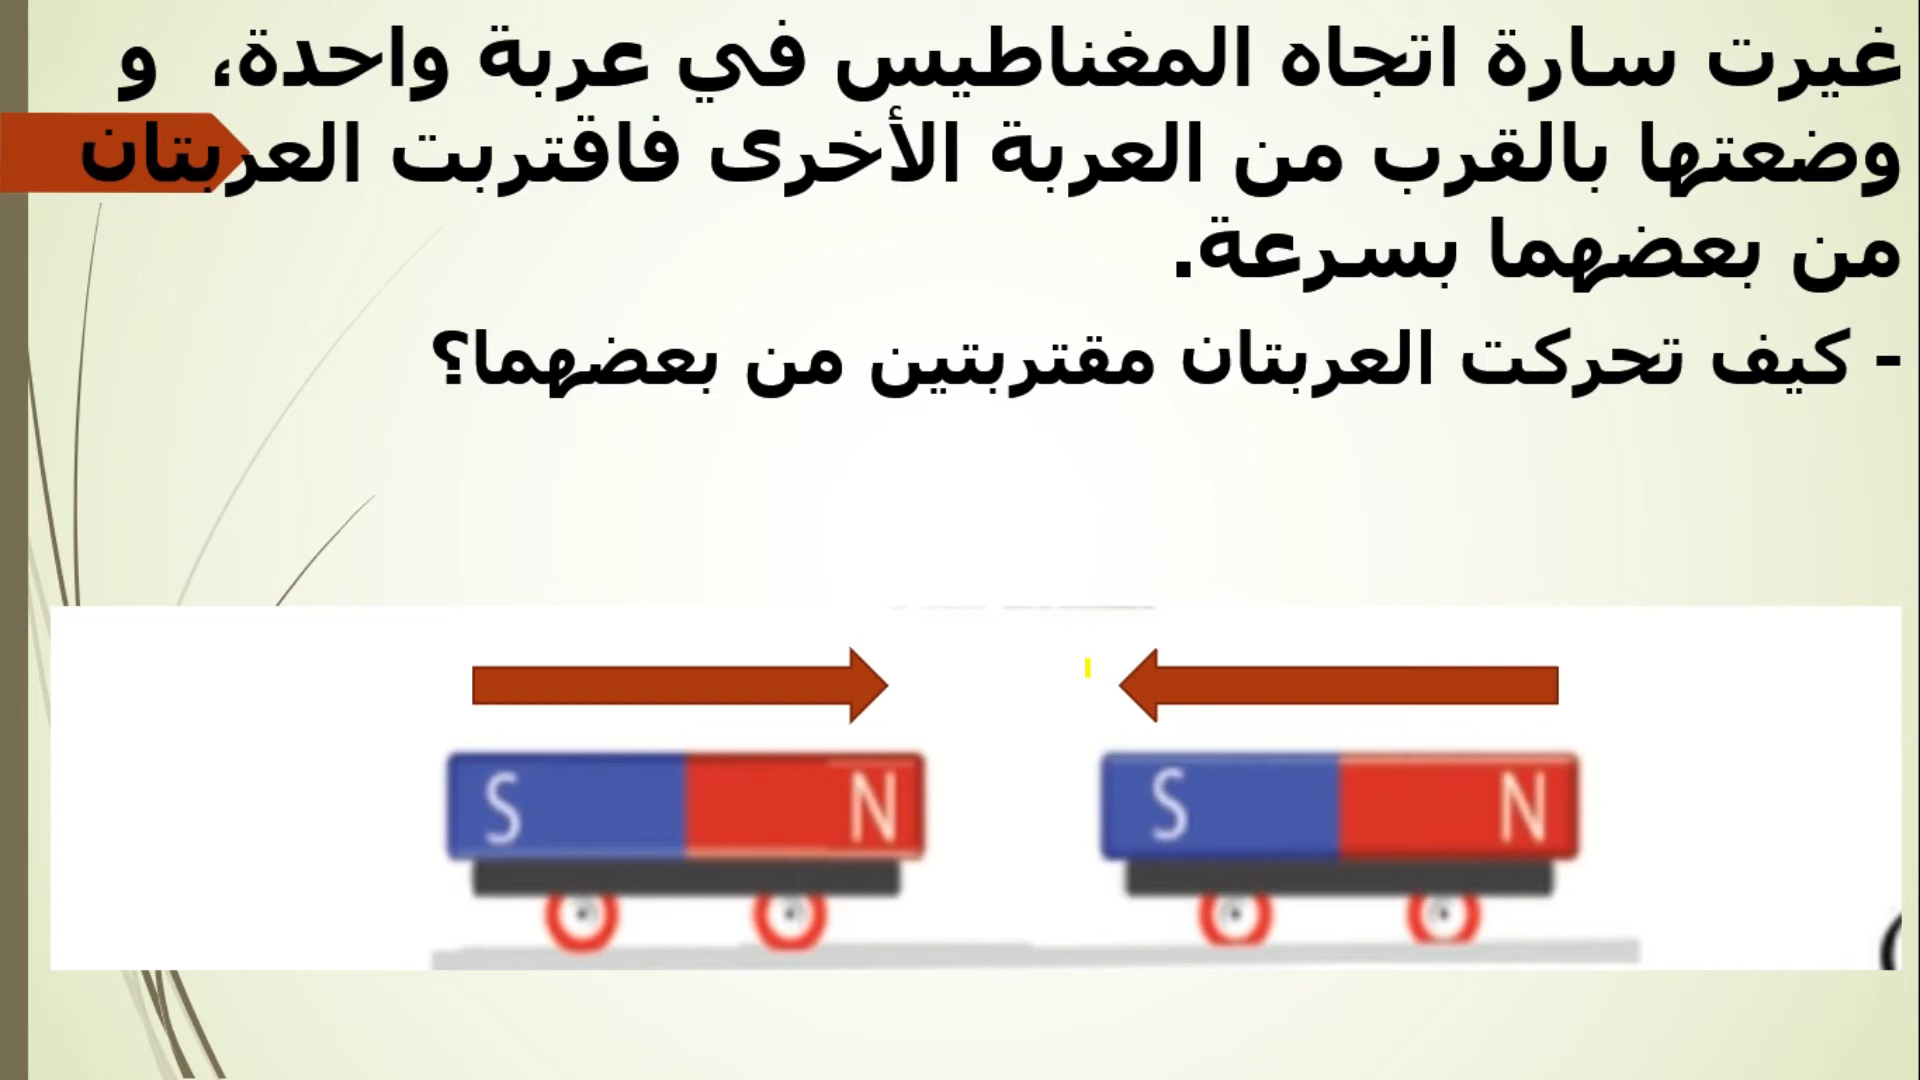 غيرت سارة اتجاه المغناطيس في عربة واحدة، و
وضعتها بالقرب من العربة الأخرى فاقتربت العربتان
من بعضهما بسرعة.
- كيف تحركت العربتان مقتربتين من بعضهما؟
S N S N